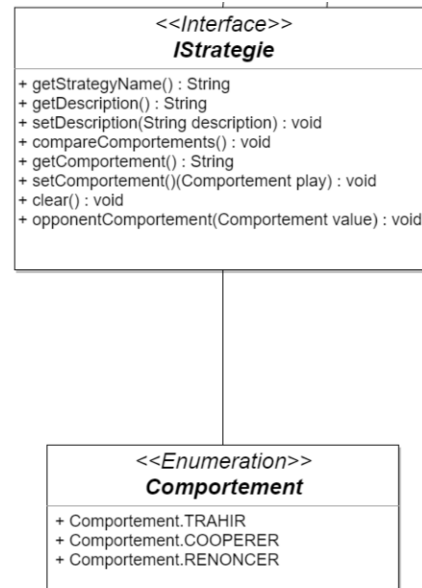 <<Interface>>
IStrategie
+ getStrategyName() : String
+ getDescription() : String
+ setDescription(String description) : void
+ compareComportements() : void
+ getComportement() : String
+ setComportement()(Comportement play) : void
+ clear() : void
+ opponentComportement(Comportement value) : void
<<Enumeration>>
Comportement
+ Comportement.TRAHIR
+ Comportement.COOPERER
+ Comportement.RENONCER